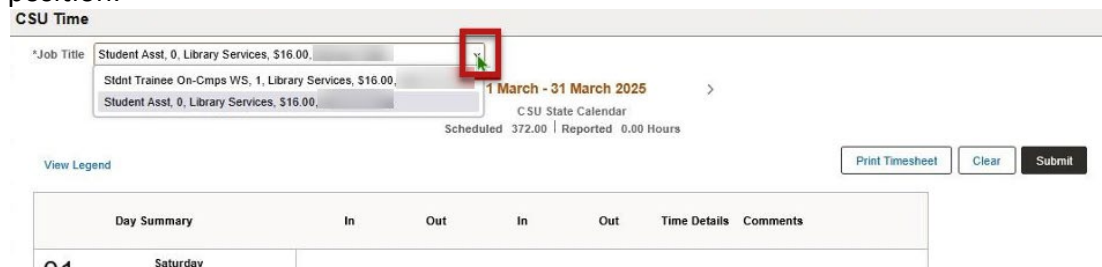 position.
CSU Time
*Job Title Student Asst, 0, Library Services, $16.00,
Stdnt Trainee On-Cmps WS, 1, Library Services, $16.00,
Student Asst, 0, Library Services, $16.00,
1 March - 31 March 2025 >
CSU State Calendar
Scheduled 372.00 | Reported 0.00 Hours
View Legend Print Timesheet Clear Submit
Day Summary In Out In Out Time Details Comments
01 Saturday